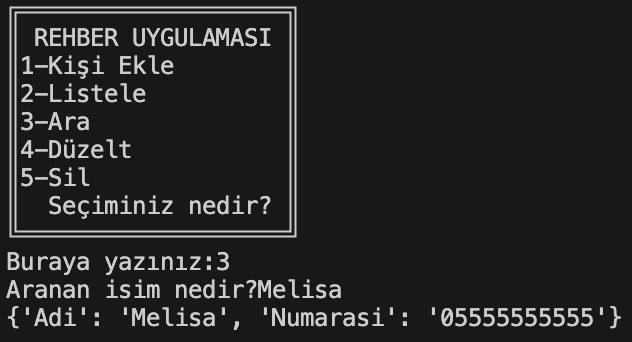 REHBER UYGULAMASI
1-Kişi Ekle
2-Listele
3-Ara
4-Düzelt
5-Sil
Seçiminiz nedir?
Buraya yazınız:3
Aranan isim nedir?Melisa
{'Adi': 'Melisa', 'Numarasi': '05555555555'}